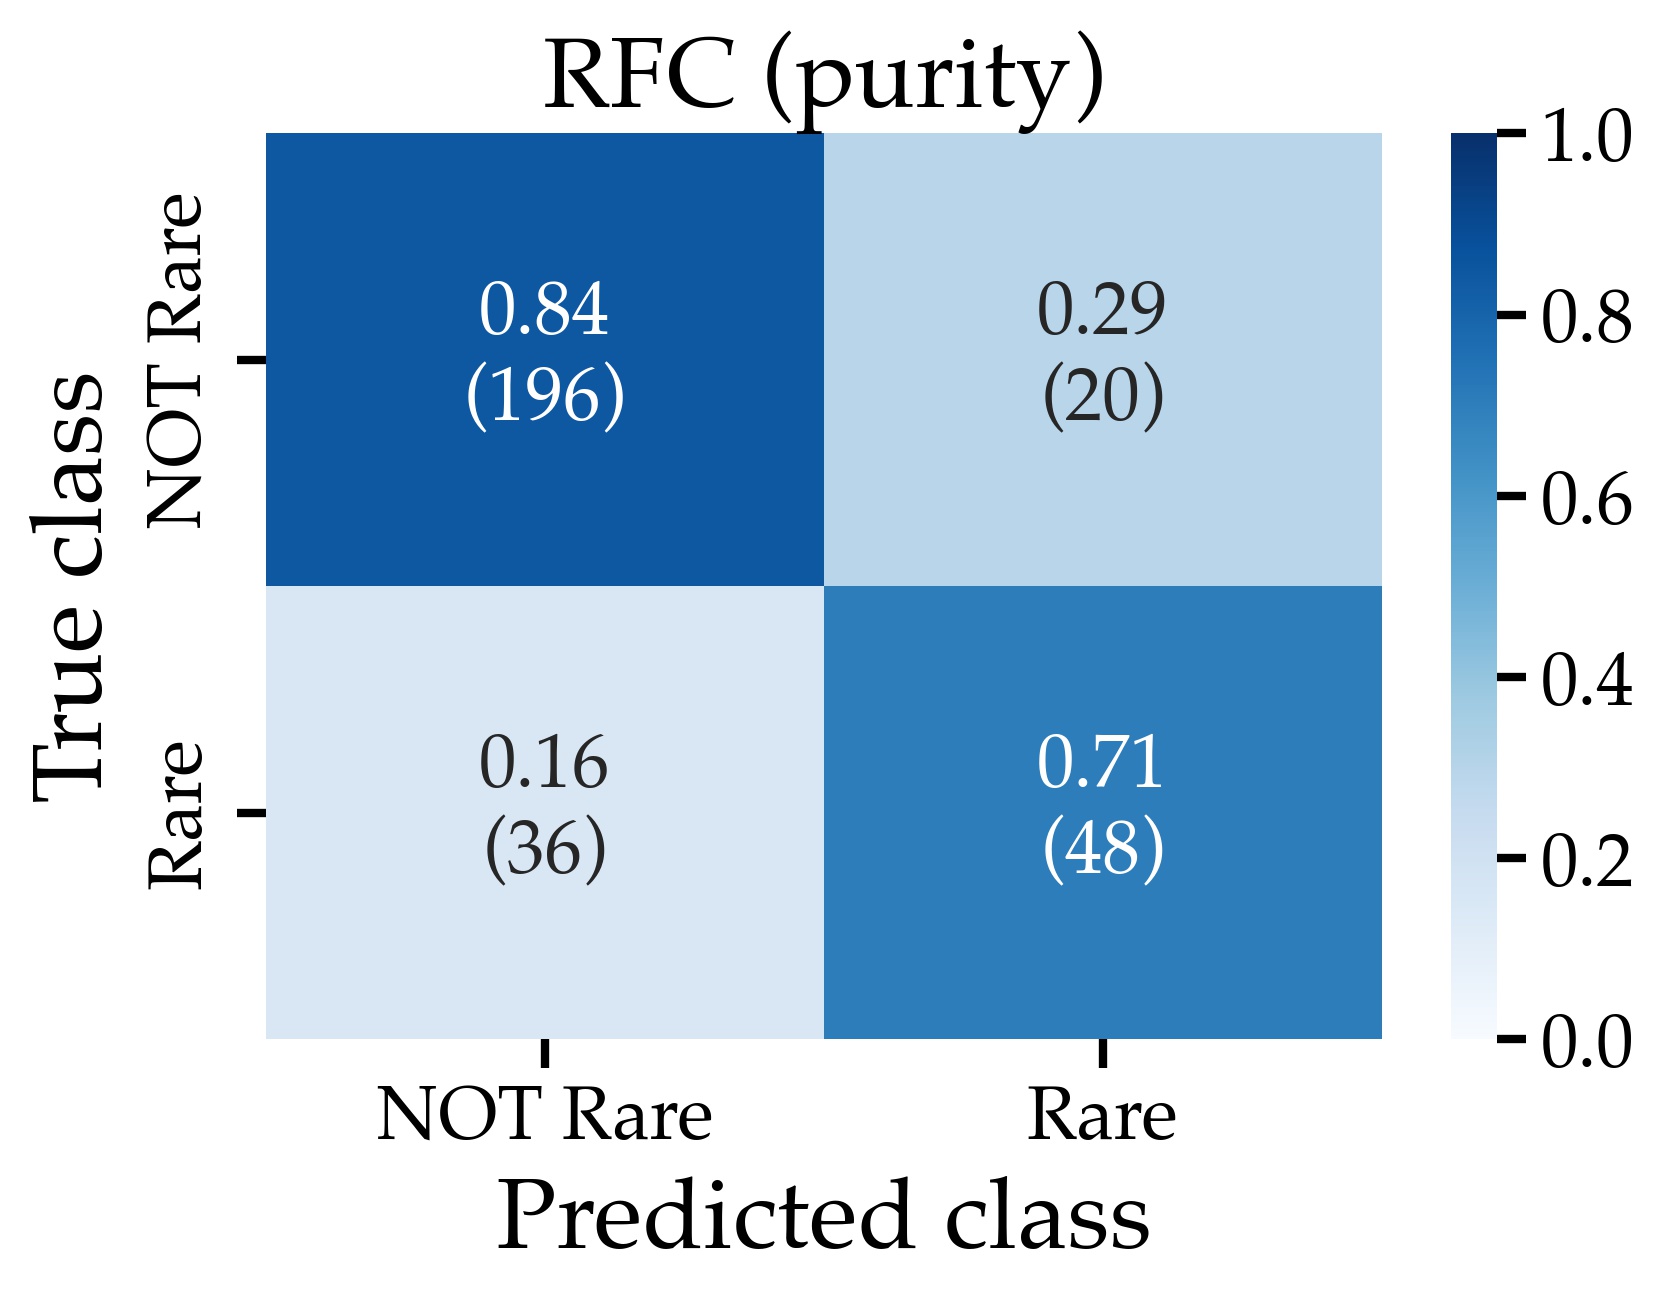 RFC (purity)
True class
NOT Rare
Rare
0.84
(196)
0.29
(20)
0.16
(36)
0.71
(48)
1.0
0.8
0.6
0.4
0.2
0.0
NOT Rare
Rare
Predicted class